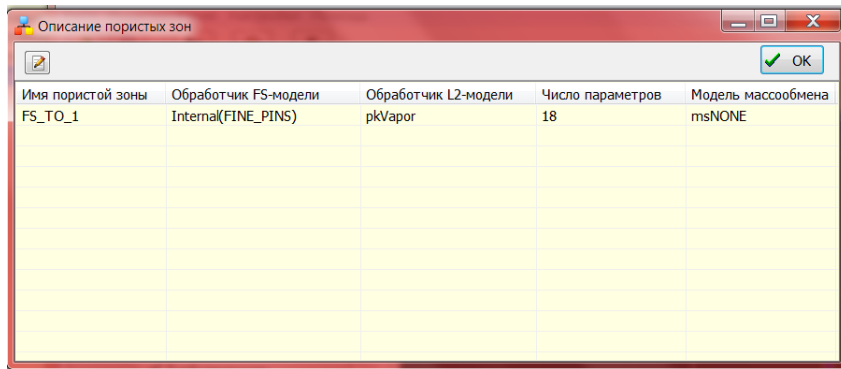 Описание пористых зон
OK
Имя пористой зоны Обработчик FS-модели Обработчик L2-модели Число параметров Модель массообмена
FS_TO_1 Internal(FINE_PINS) pkVapor 18 msNONE